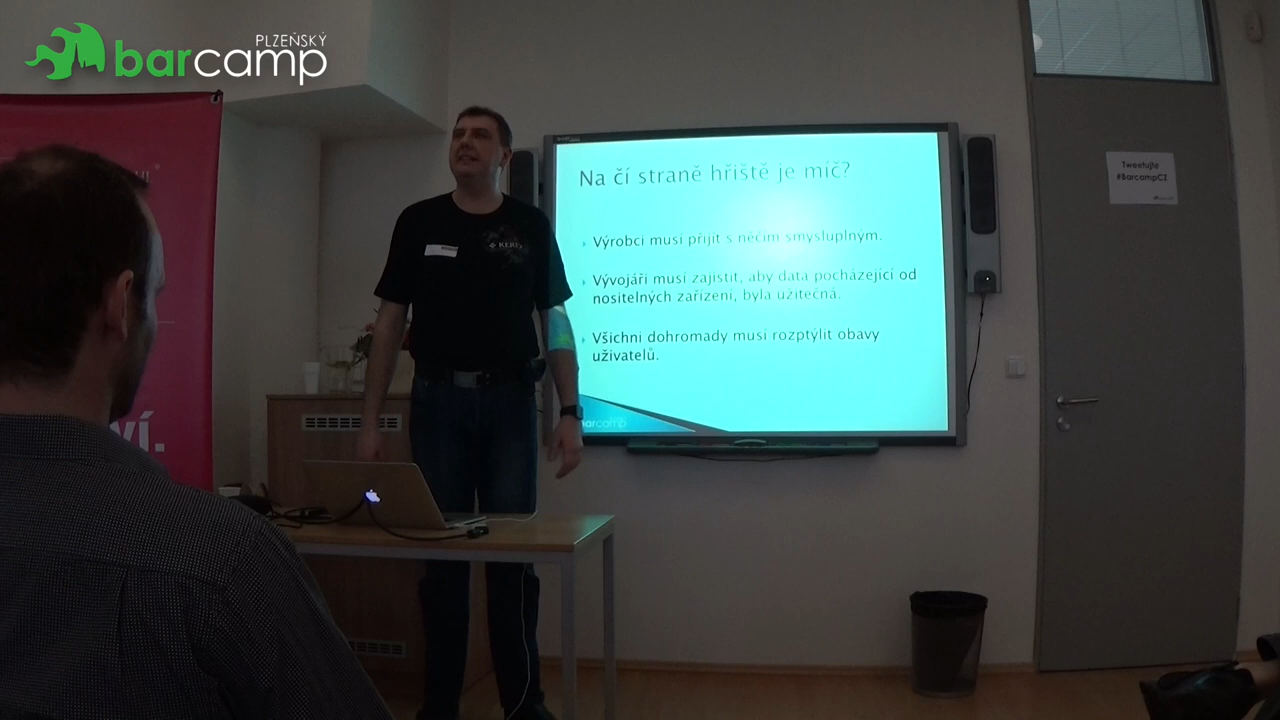 PLZEŇSKÝ
barcamp
Na čí straně hřiště je míč?
Výrobci musí přijít s něčím smysluplným.
Vývojáři musí zajistit, aby data pocházející od
nositelných zařízení, byla užitečná.
Všichni dohromady musí rozptýlit obavy
uživatelů.
barcamp
Tweetujte
#BarcampCZ
ví.